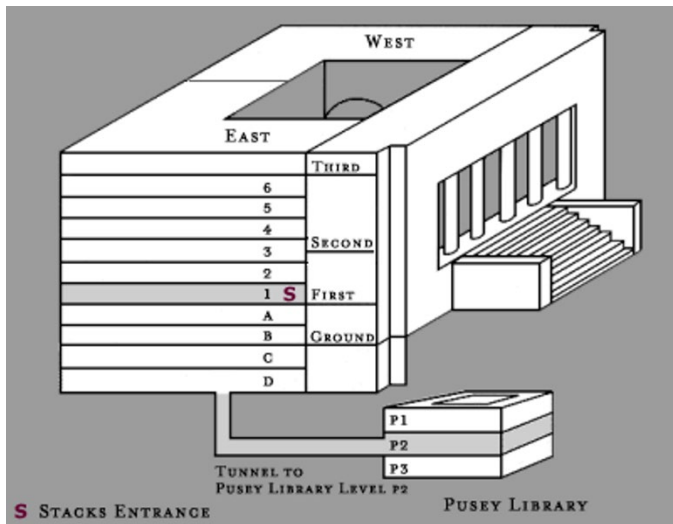 WEST
EAST
THIRD
6
5
4
SECOND
3
2
1 S FIRST
A
B GROUND
C
D
P1
P2
P3
TUNNEL TO
PUSEY LIBRARY LEVEL P2
S STACKS ENTRANCE
PUSEY LIBRARY